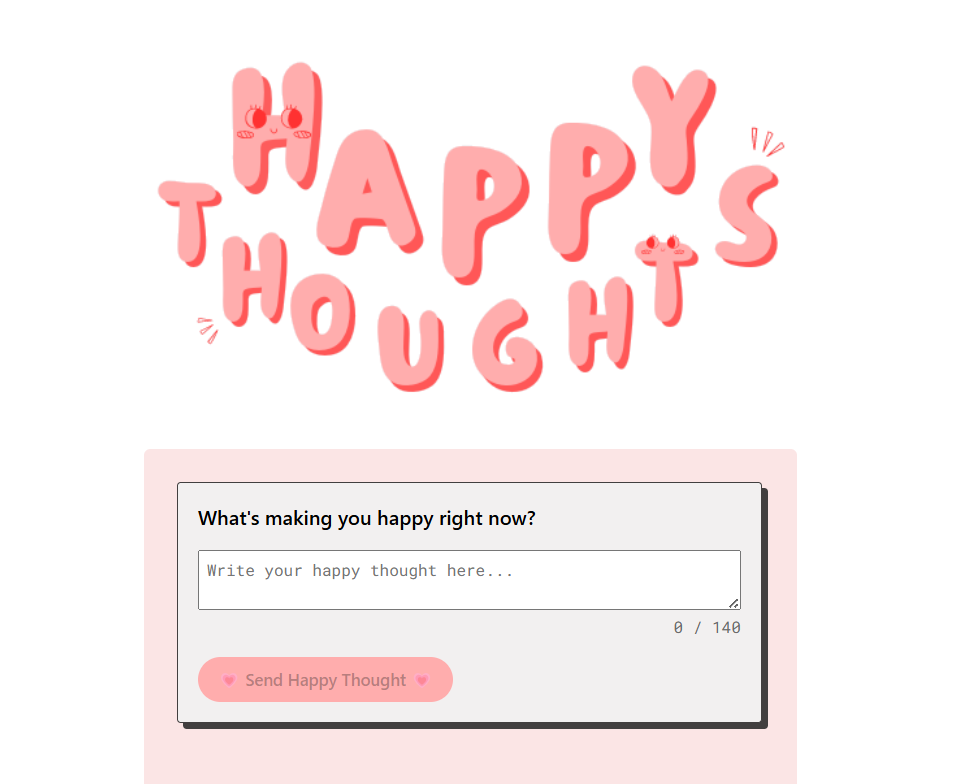 HAPPY
THOUGHTS
What's making you happy right now?
Write your happy thought here...
0 / 140
💗 Send Happy Thought 💗